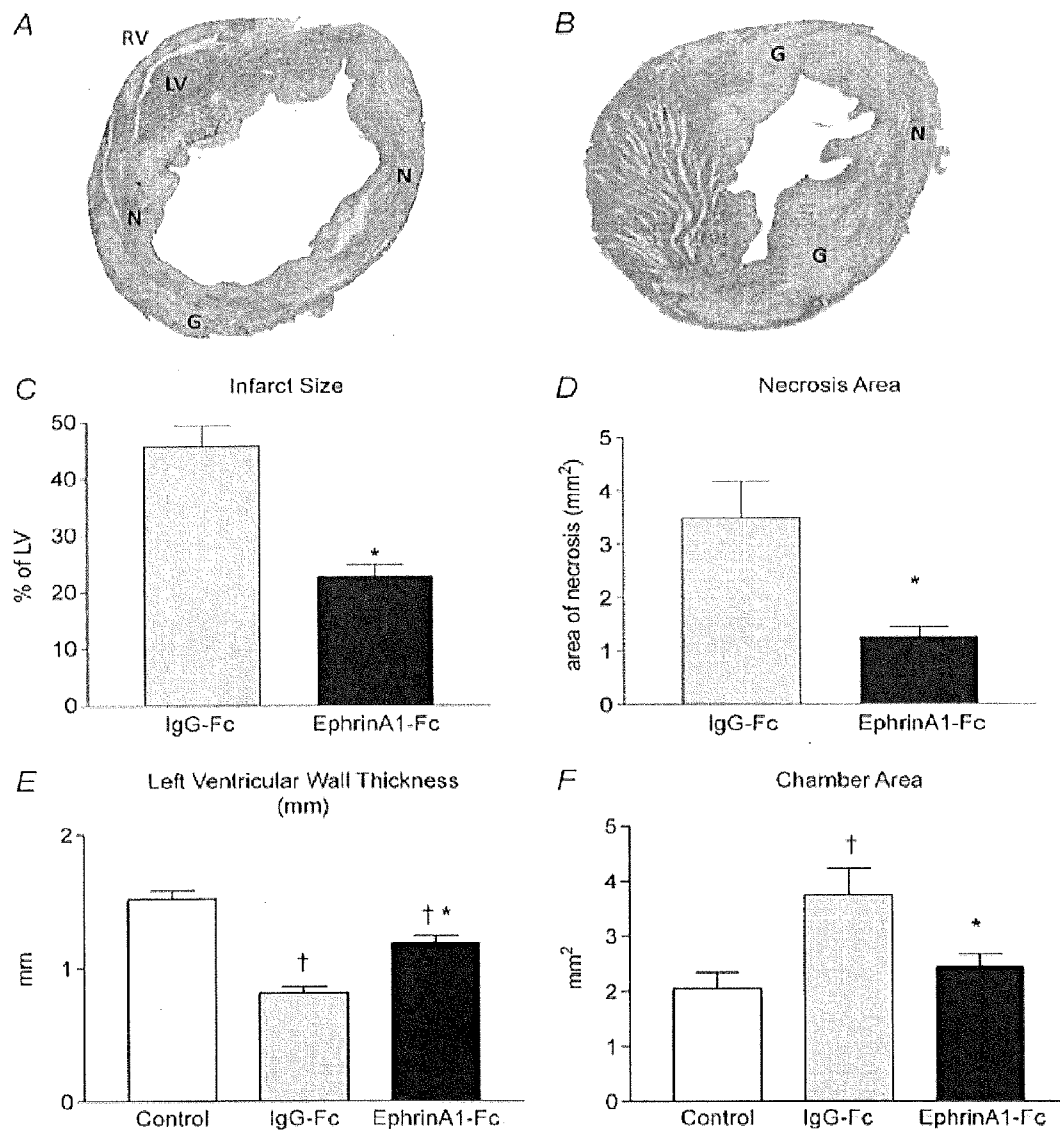 A
RV
LV
N
N
G
B
G
N
G
C
Infarct Size
50
40
30
20
10
0
% of LV
*
IgG-Fc
EphrinA1-Fc
D
Necrosis Area
5
4
3
2
1
0
area of necrosis (mm²)
*
IgG-Fc
EphrinA1-Fc
E
Left Ventricular Wall Thickness
(mm)
2
1
0
mm
†
† *
Control
IgG-Fc
EphrinA1-Fc
F
Chamber Area
5
4
3
2
1
0
mm²
†
*
Control
IgG-Fc
EphrinA1-Fc